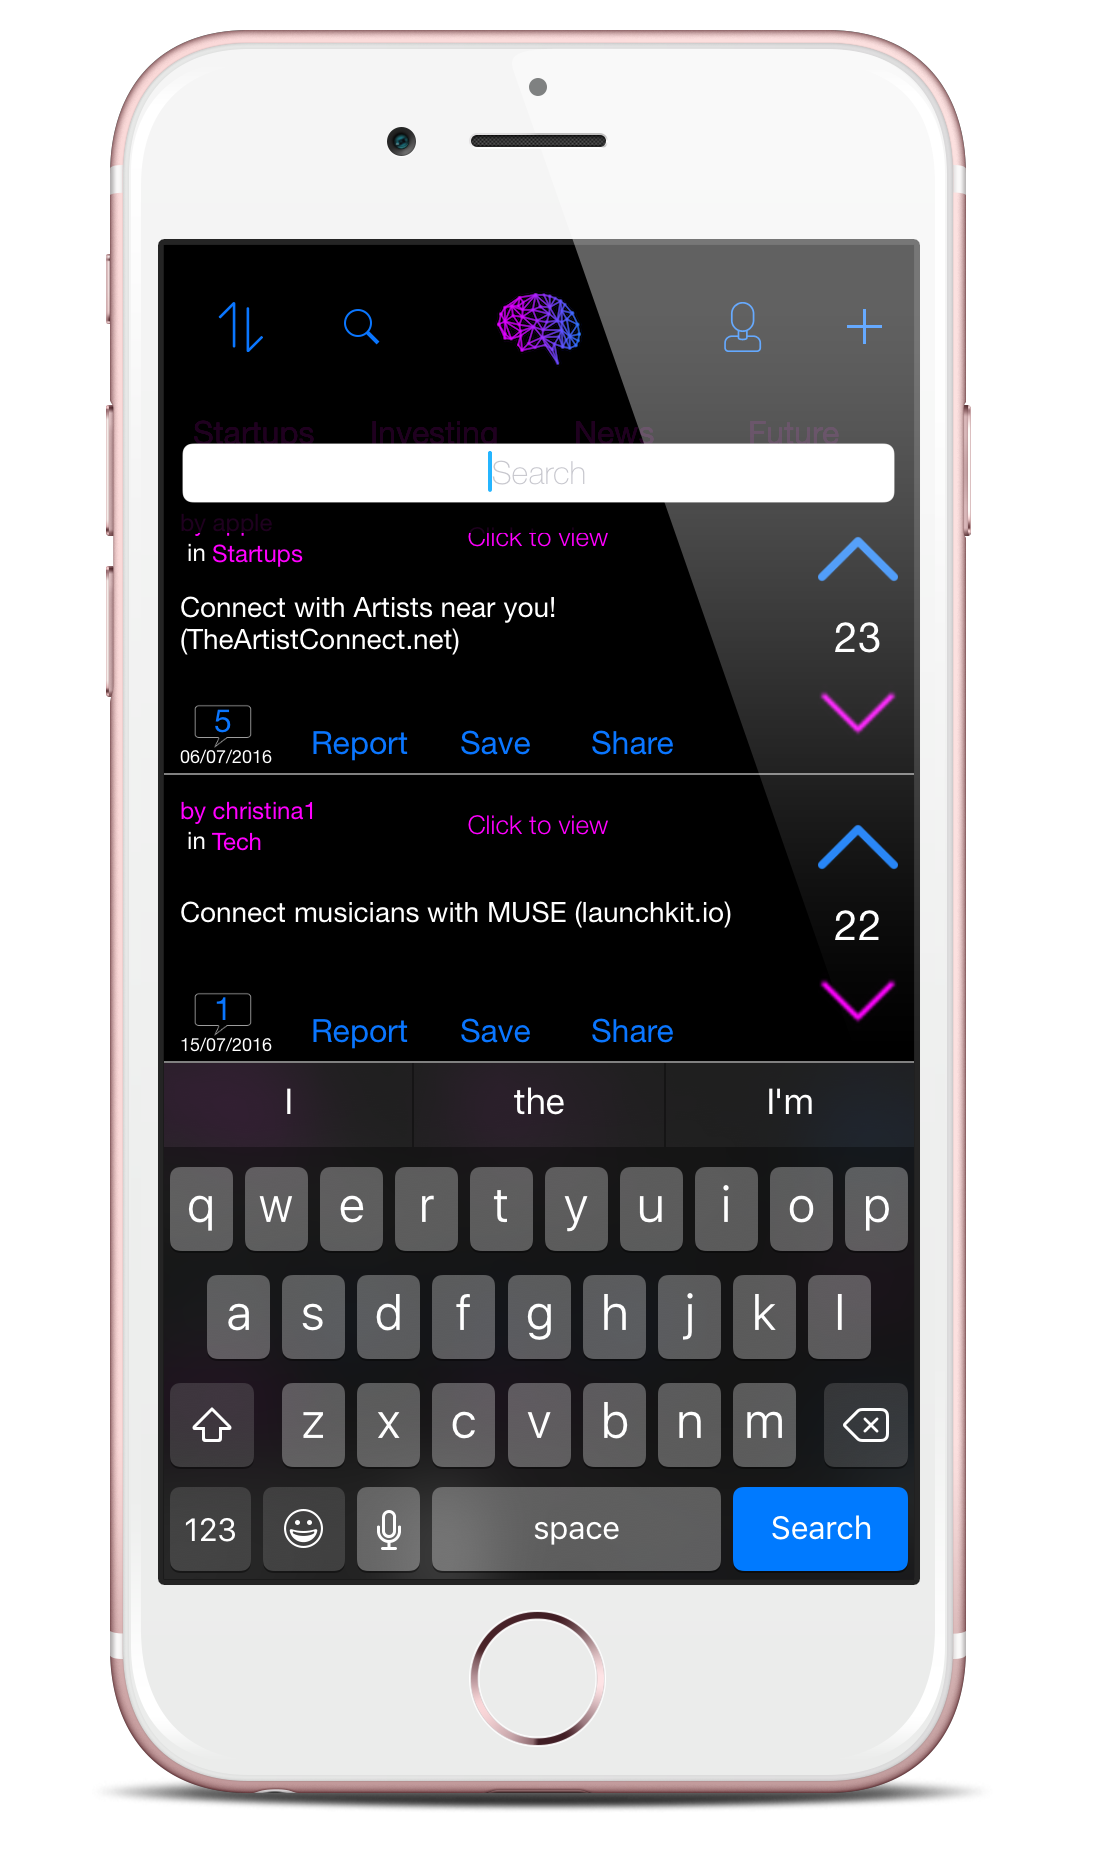 Startups Investing News Future
Search
by apple
in Startups
Click to view
Connect with Artists near you!
(TheArtistConnect.net)
23
5
06/07/2016
Report Save Share
by christina1
in Tech
Click to view
Connect musicians with MUSE (launchkit.io)
22
1
15/07/2016
Report Save Share
I the I'm
q w e r t y u i o p
a s d f g h j k l
z x c v b n m
123 space Search